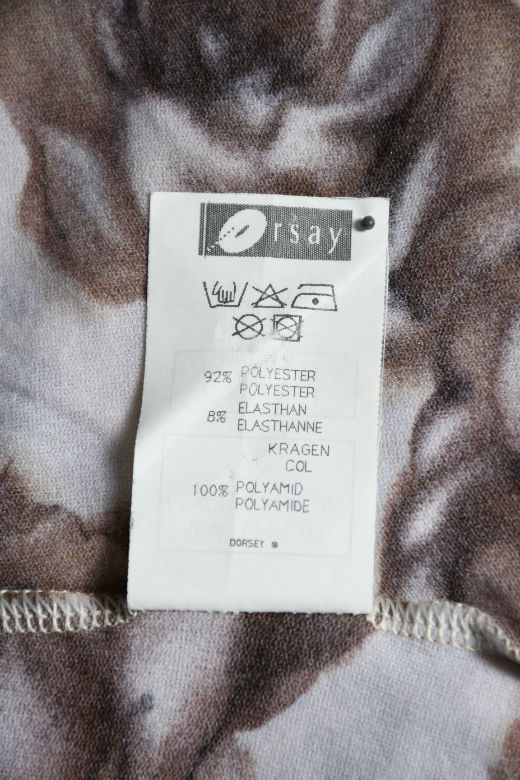 Orsay
92% POLYESTER
POLYESTER
8% ELASTHAN
ELASTHANNE
KRAGEN
COL
100% POLYAMID
POLYAMIDE
DORSEY ®